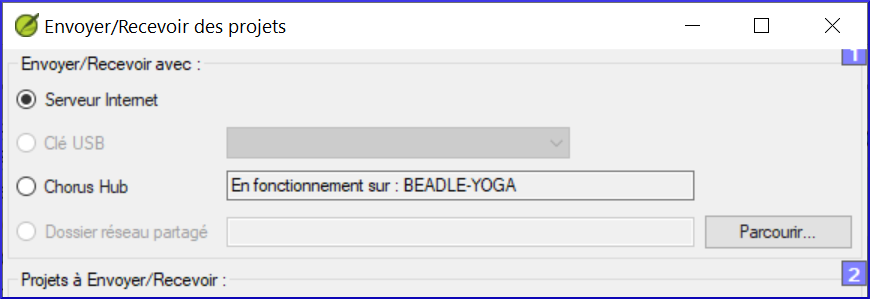 Envoyer/Recevoir des projets
1
Envoyer/Recevoir avec :
Serveur Internet
Clé USB
Chorus Hub En fonctionnement sur : BEADLE-YOGA
Dossier réseau partagé Parcourir...
2
Projets à Envoyer/Recevoir :